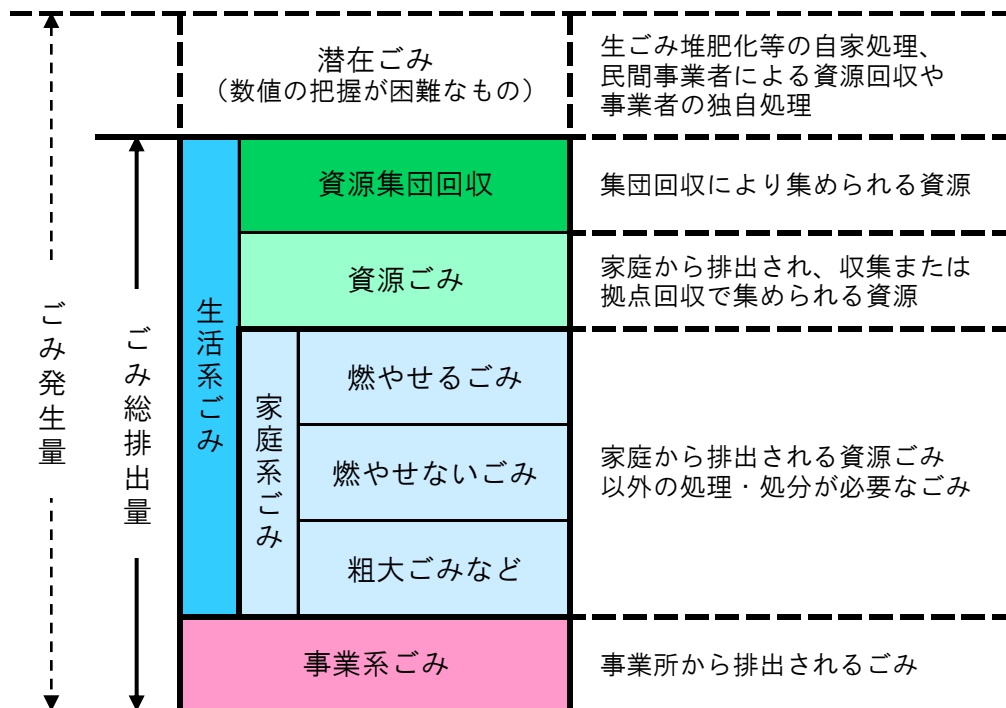 ごみ発生量
ごみ総排出量
潜在ごみ
（数値の把握が困難なもの）
生ごみ堆肥化等の自家処理、
民間事業者による資源回収や
事業者の独自処理
生活系ごみ
資源集団回収
集団回収により集められる資源
資源ごみ
家庭から排出され、収集または
拠点回収で集められる資源
家庭系ごみ
燃やせるごみ
燃やせないごみ
粗大ごみなど
家庭から排出される資源ごみ
以外の処理・処分が必要なごみ
事業系ごみ
事業所から排出されるごみ